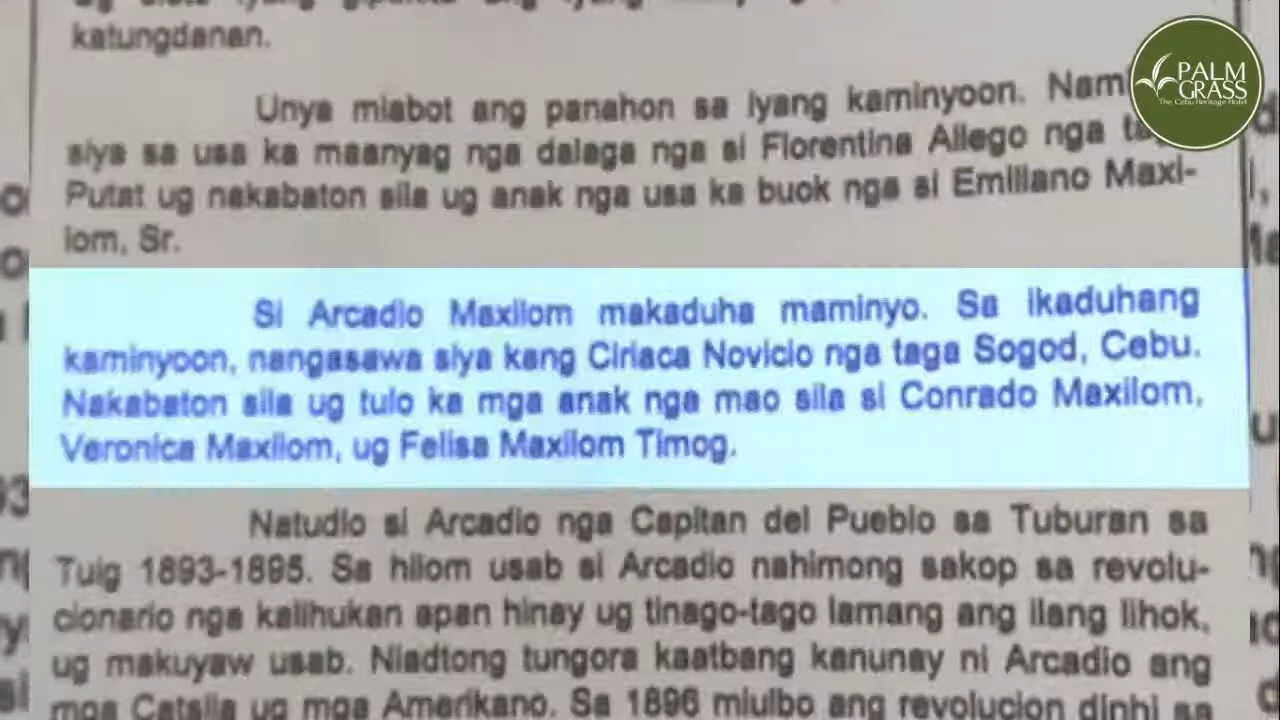 katungdanan.
Unya miabot ang panahon sa iyang kaminyoon.
siya sa usa ka maanyag nga dalaga nga si Florentina Allego nga
Putat ug nakabaton sila ug anak nga usa ka buok nga si Emiliano Maxi-
lom, Sr.
Si Arcadio Maxilom makaduha maminyo. Sa ikaduhang
kaminyoon, nangasawa siya kang Ciriaca Novicio nga taga Sogod, Cebu.
Nakabaton sila ug tulo ka mga anak nga mao sila si Conrado Maxilom,
Veronica Maxilom, ug Felisa Maxilom Timog.
Natudlo si Arcadio nga Capitan del Pueblo sa Tuburan sa
Tuig 1893-1895. Sa hilom usab si Arcadio nahimong sakop sa revolu-
cionario nga kalihukan apan hinay ug tinago-tago lamang ang ilang lihok,
ug makuyaw usab. Niadtong tungora kaatbang kanunay ni Arcadio ang
mga Catsila ug mga Amerikano. Sa 1896 miulbo ang revolucion dinhi sa
PALM
GRASS
The Cebu Heritage Hotel